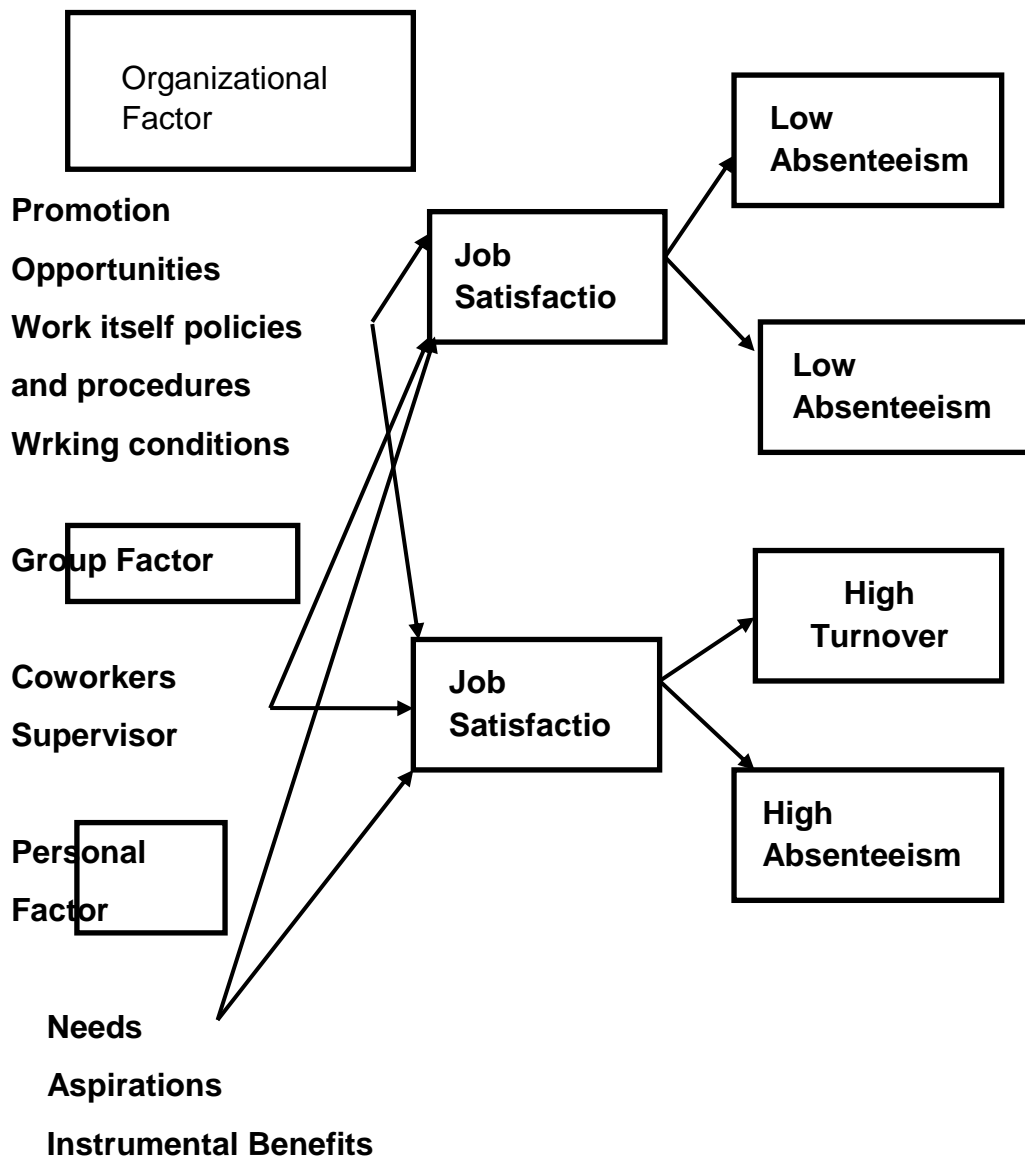 Organizational
Factor
Promotion
Opportunities
Work itself policies
and procedures
Wrking conditions
Group Factor
Coworkers
Supervisor
Personal
Factor
Needs
Aspirations
Instrumental Benefits
Job
Satisfactio
Job
Satisfactio
Low
Absenteeism
Low
Absenteeism
High
Turnover
High
Absenteeism